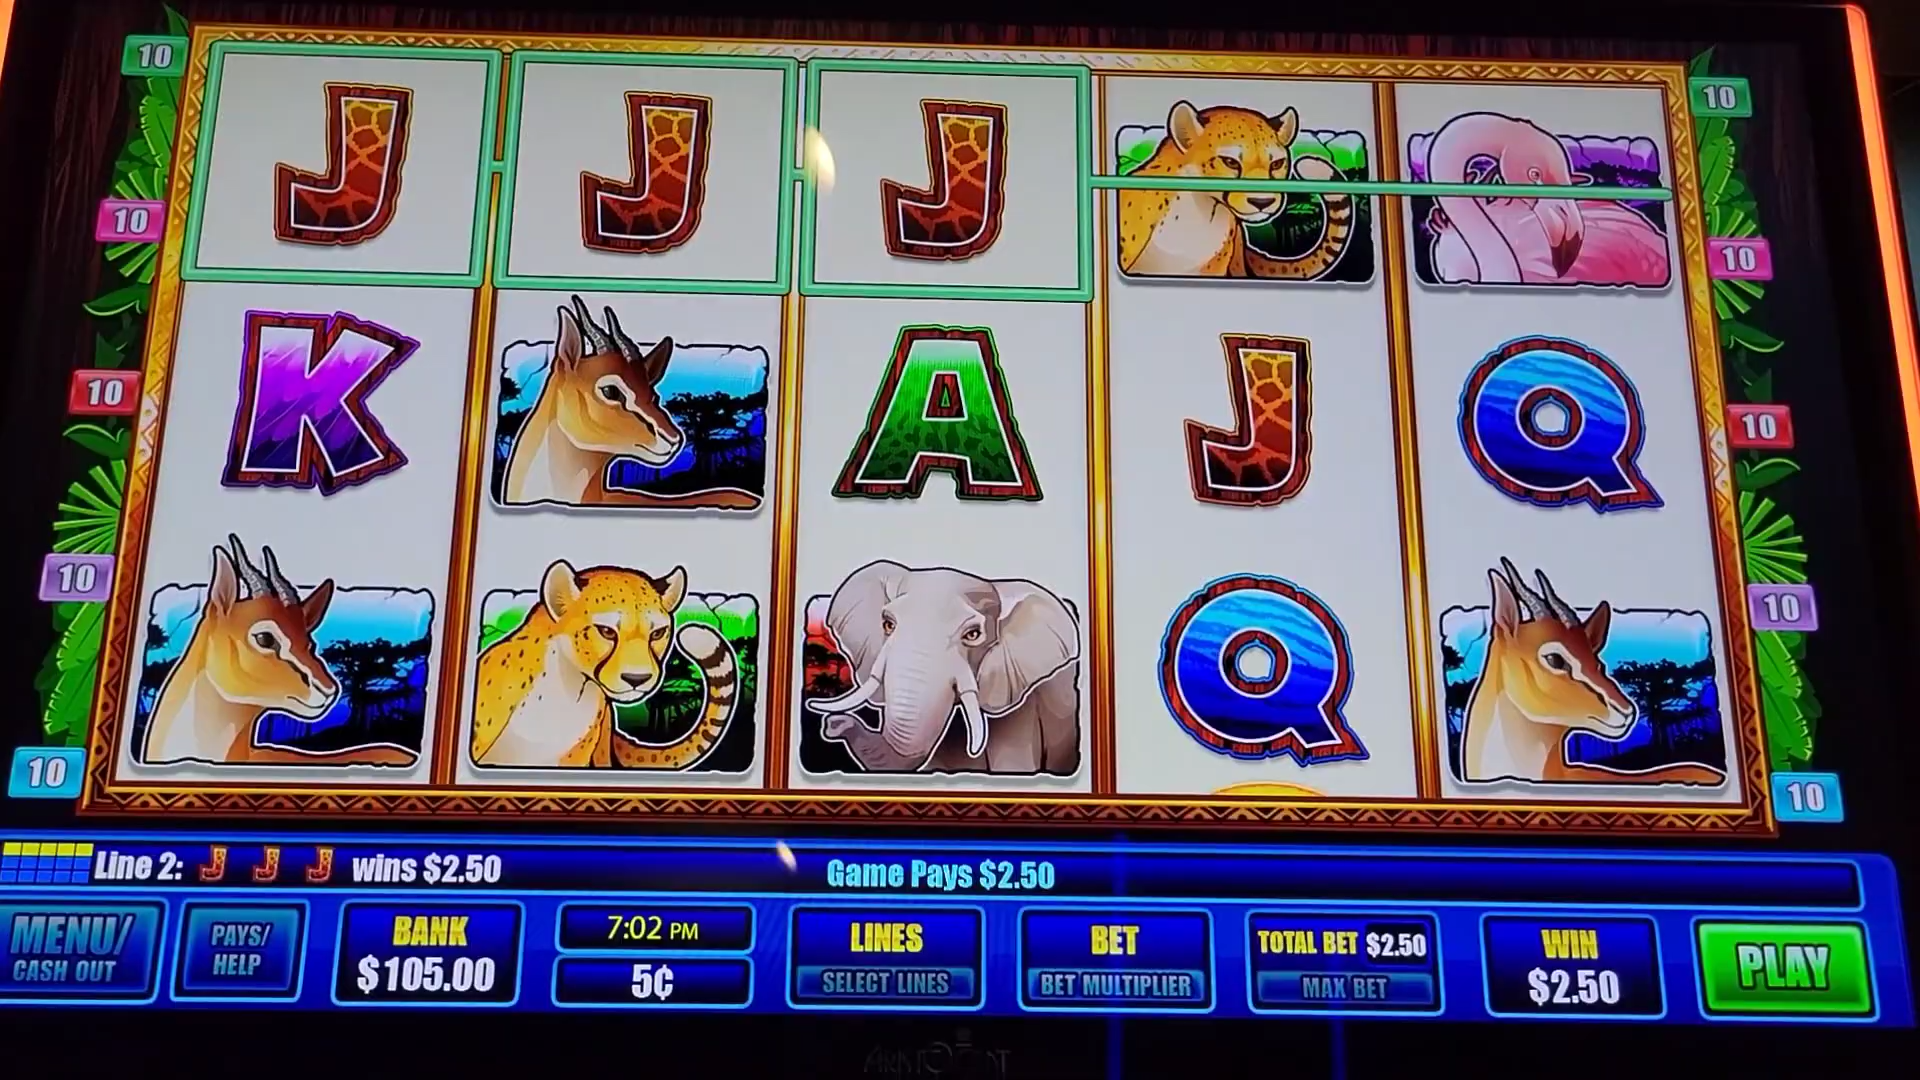 10
10
10
10
10
10
10
10
10
10
J J J
K A J Q
Q
Line 2: J J J wins $2.50
Game Pays $2.50
MENU/
CASH OUT
PAYS/
HELP
BANK
$105.00
7:02 PM
5¢
LINES
SELECT LINES
BET
BET MULTIPLIER
TOTAL BET $2.50
MAX BET
WIN
$2.50
PLAY
ARISTOCRAT